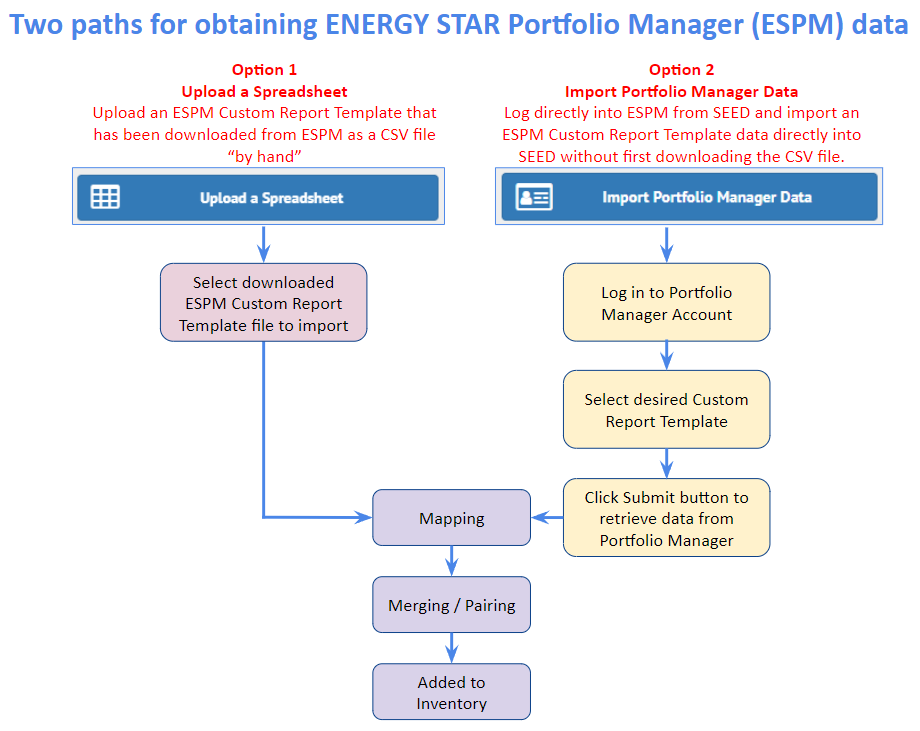 Two paths for obtaining ENERGY STAR Portfolio Manager (ESPM) data
Option 1
Upload a Spreadsheet
Upload an ESPM Custom Report Template that
has been downloaded from ESPM as a CSV file
“by hand”
Upload a Spreadsheet
Select downloaded
ESPM Custom Report
Template file to import
Option 2
Import Portfolio Manager Data
Log directly into ESPM from SEED and import an
ESPM Custom Report Template data directly into
SEED without first downloading the CSV file.
Import Portfolio Manager Data
Log in to Portfolio
Manager Account
Select desired Custom
Report Template
Click Submit button to
retrieve data from
Portfolio Manager
Mapping
Merging / Pairing
Added to
Inventory